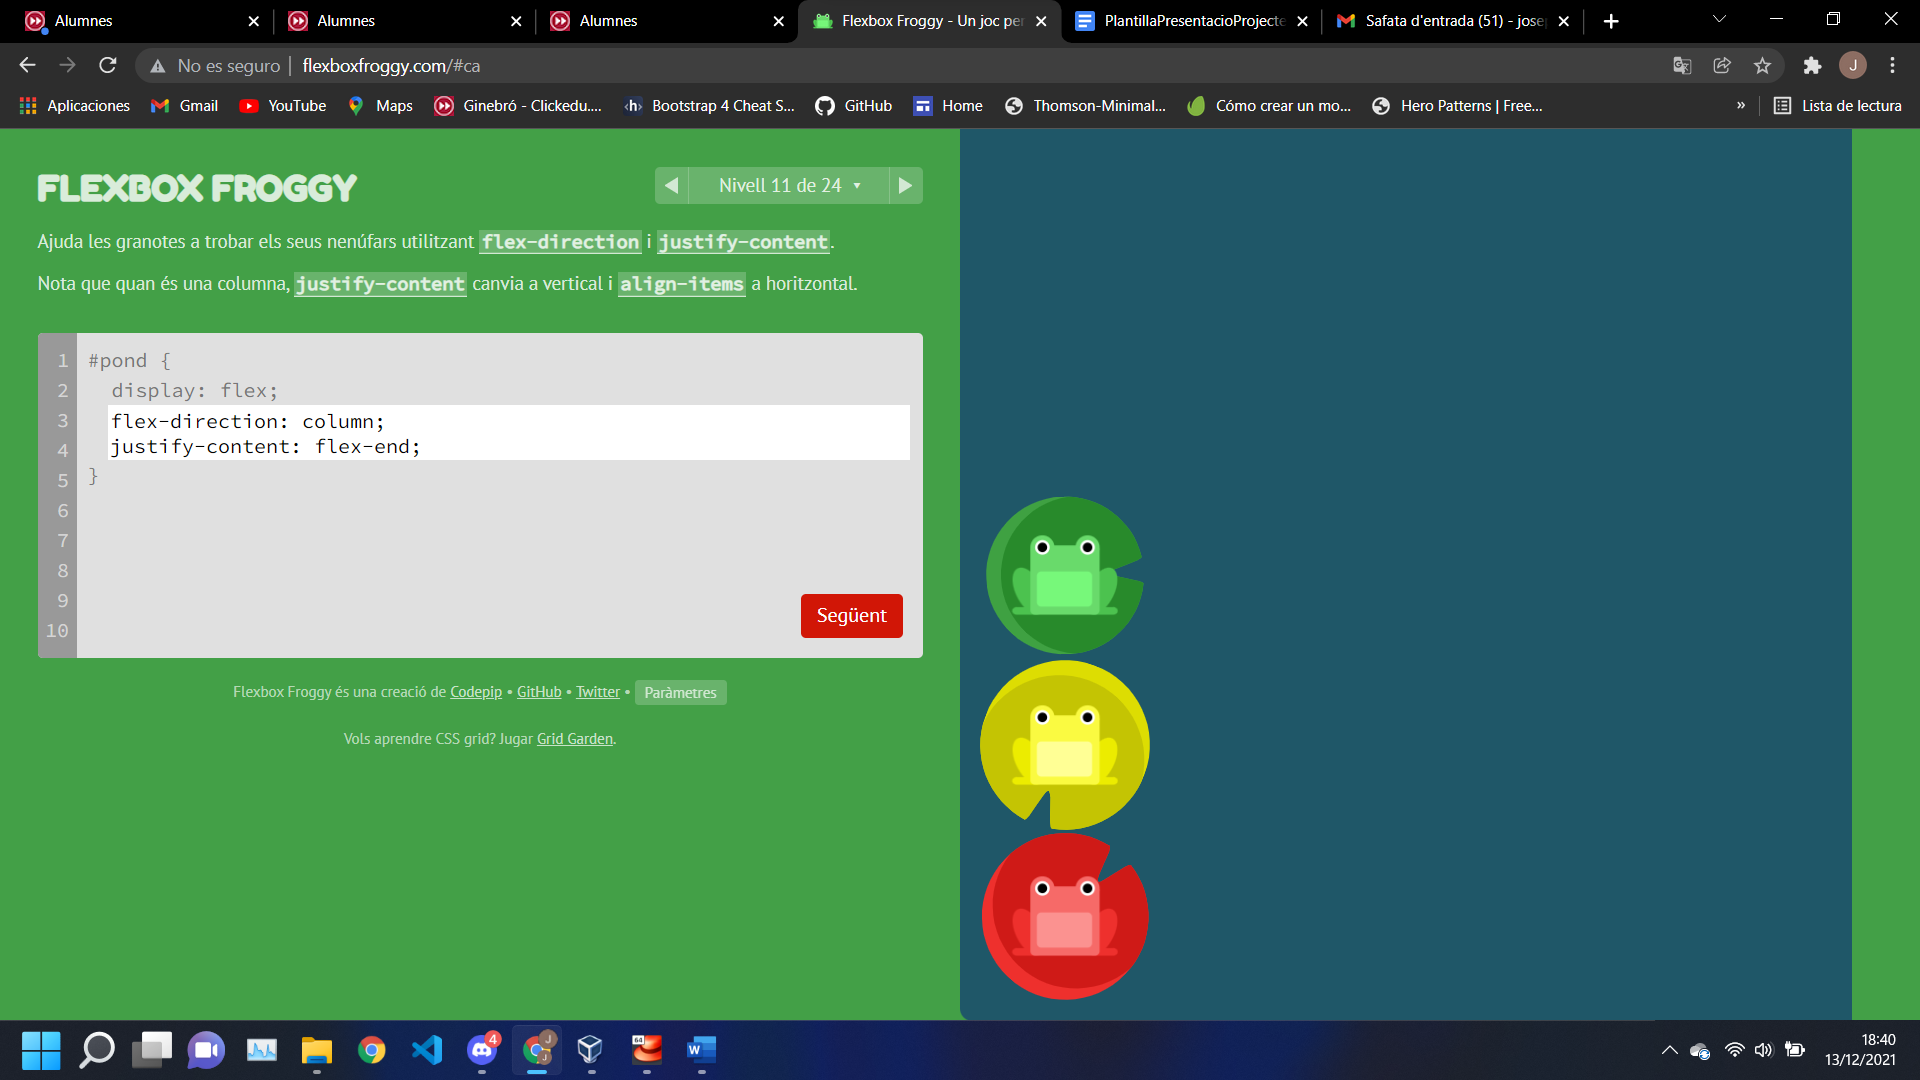 Alumnes
Alumnes
Alumnes
Flexbox Froggy - Un joc per
PlantillaPresentacioProjecte
Safata d'entrada (51) - jose
No es seguro
flexboxfroggy.com/#ca
J
Aplicaciones
Gmail
YouTube
Maps
Ginebró - Clickedu....
Bootstrap 4 Cheat S...
GitHub
Home
Thomson-Minimal...
Cómo crear un mo...
Hero Patterns | Free...
»
Lista de lectura
FLEXBOX FROGGY
Nivell 11 de 24
Ajuda les granotes a trobar els seus nenúfars utilitzant flex-direction i justify-content.
Nota que quan és una columna, justify-content canvia a vertical i align-items a horitzontal.
1 #pond {
2 display: flex;
3 flex-direction: column;
4 justify-content: flex-end;
5 }
6
7
8
9
10
Següent
Flexbox Froggy és una creació de Codepip • GitHub • Twitter • Paràmetres
Vols aprendre CSS grid? Jugar Grid Garden.
4
J
J
64
W
18:40
13/12/2021